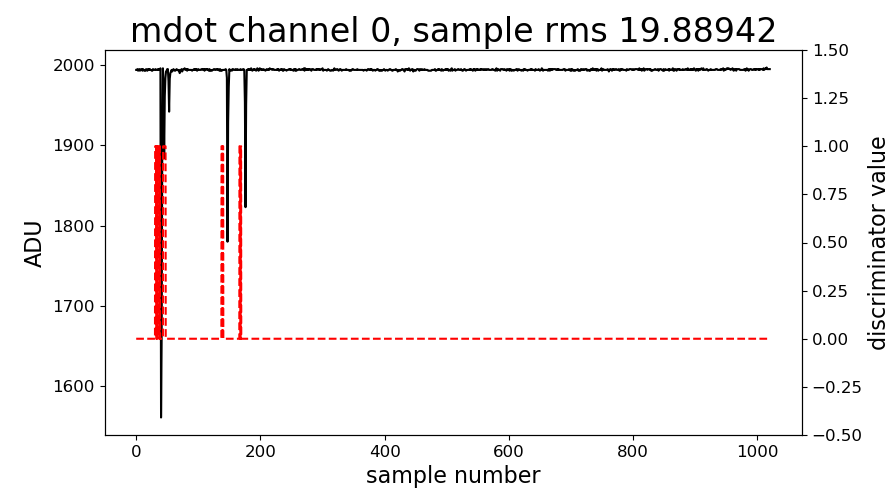 mdot channel 0, sample rms 19.88942
2000
1900
1800
1700
1600
ADU
1.50
1.25
1.00
0.75
0.50
0.25
0.00
−0.25
−0.50
discriminator value
0 200 400 600 800 1000
sample number